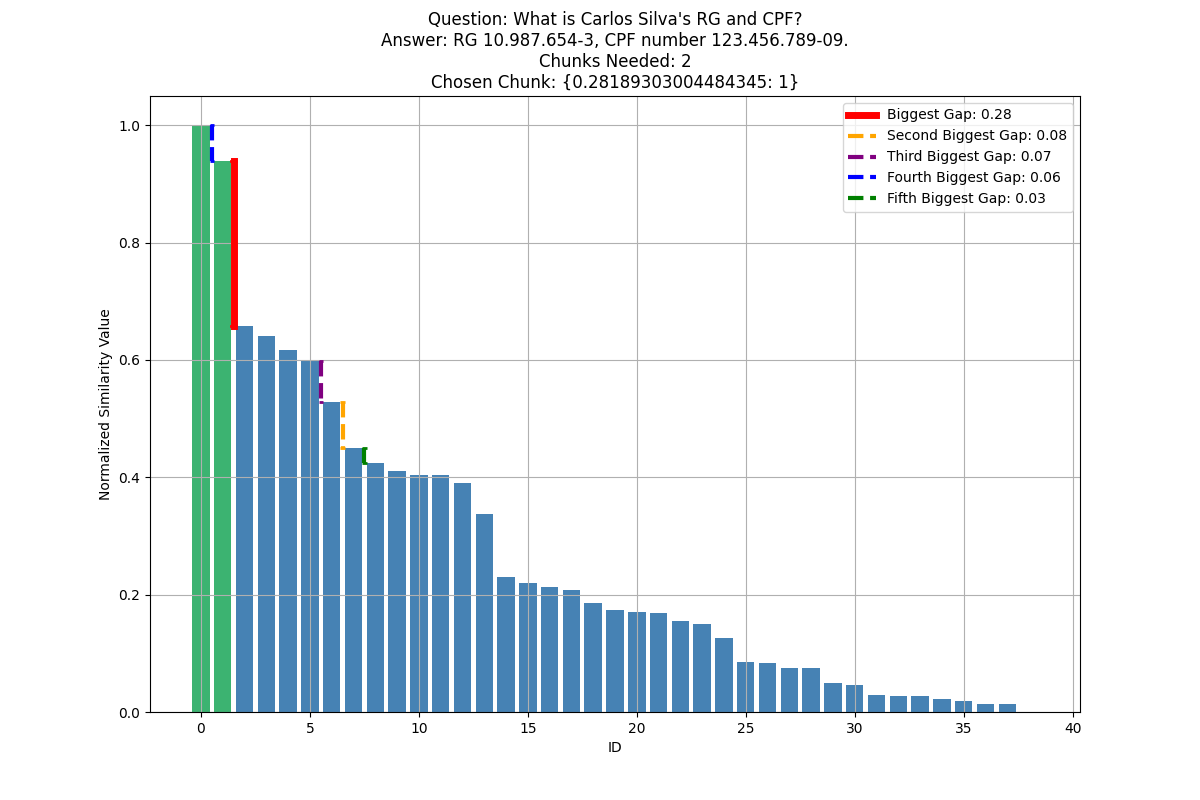 Question: What is Carlos Silva's RG and CPF?
Answer: RG 10.987.654-3, CPF number 123.456.789-09.
Chunks Needed: 2
Chosen Chunk: {0.28189303004484345: 1}
Biggest Gap: 0.28
Second Biggest Gap: 0.08
Third Biggest Gap: 0.07
Fourth Biggest Gap: 0.06
Fifth Biggest Gap: 0.03
Normalized Similarity Value
1.0
0.8
0.6
0.4
0.2
0.0
0 5 10 15 20 25 30 35 40
ID